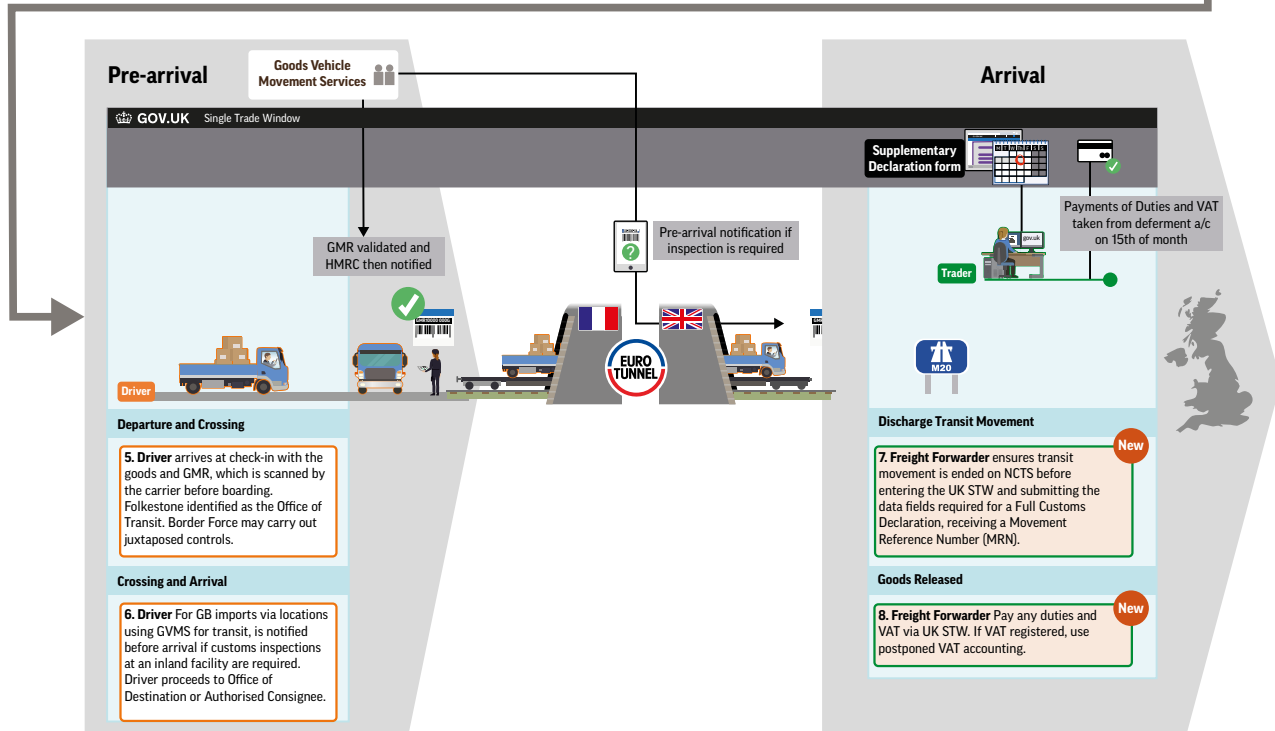 Pre-arrival
Goods Vehicle
Movement Services
Arrival
GOV.UK Single Trade Window
Supplementary
Declaration form
GMR validated and
HMRC then notified
Pre-arrival notification if
inspection is required
Payments of Duties and VAT
taken from deferment a/c
on 15th of month
gov.uk
Trader
EURO
TUNNEL
M20
Driver
Departure and Crossing
5. Driver arrives at check-in with the
goods and GMR, which is scanned by
the carrier before boarding.
Folkestone identified as the Office of
Transit. Border Force may carry out
juxtaposed controls.
Crossing and Arrival
6. Driver For GB imports via locations
using GVMS for transit, is notified
before arrival if customs inspections
at an inland facility are required.
Driver proceeds to Office of
Destination or Authorised Consignee.
Discharge Transit Movement
New
7. Freight Forwarder ensures transit
movement is ended on NCTS before
entering the UK STW and submitting the
data fields required for a Full Customs
Declaration, receiving a Movement
Reference Number (MRN).
Goods Released
New
8. Freight Forwarder Pay any duties and
VAT via UK STW. If VAT registered, use
postponed VAT accounting.